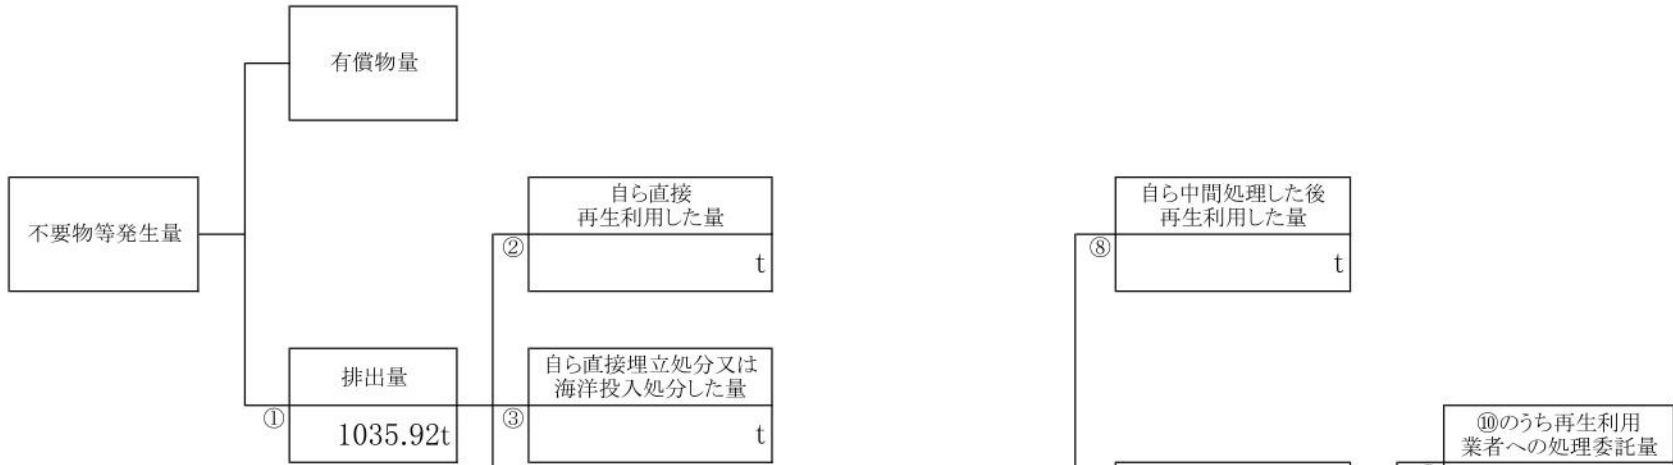 有償物量
不要物等発生量
自ら直接
再生利用した量
②
t
自ら中間処理した後
再生利用した量
⑧
t
排出量
①
1035.92t
自ら直接埋立処分又は
海洋投入処分した量
③
t
⑩のうち再生利用
業者への処理委託量